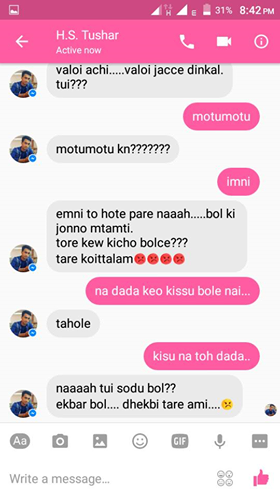 31% 8:42 PM
H.S. Tushar
Active now
valoi achi.....valoi jacce dinkal.
tui???
motumotu
motumotu kn???????
imni
emni to hote pare naaah.....bol ki
jonno mtamti.
tore kew kicho bolce???
tare koittalam😡😡😡😡
na dada keo kissu bole nai...
tahole
kisu na toh dada..
naaaah tui sodu bol??
ekbar bol.... dhekbi tare ami....😠
Aa
GIF
Write a message...